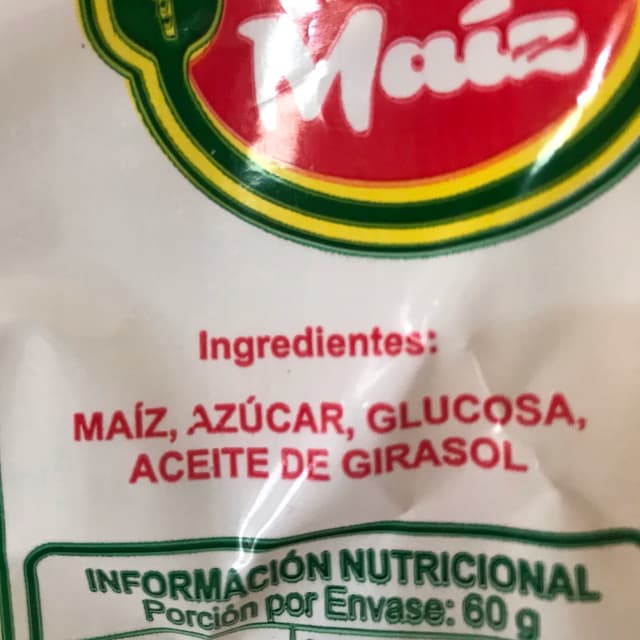 Maíz
Ingredientes:
MAÍZ, AZÚCAR, GLUCOSA,
ACEITE DE GIRASOL
INFORMACIÓN NUTRICIONAL
Porción por Envase: 60 g